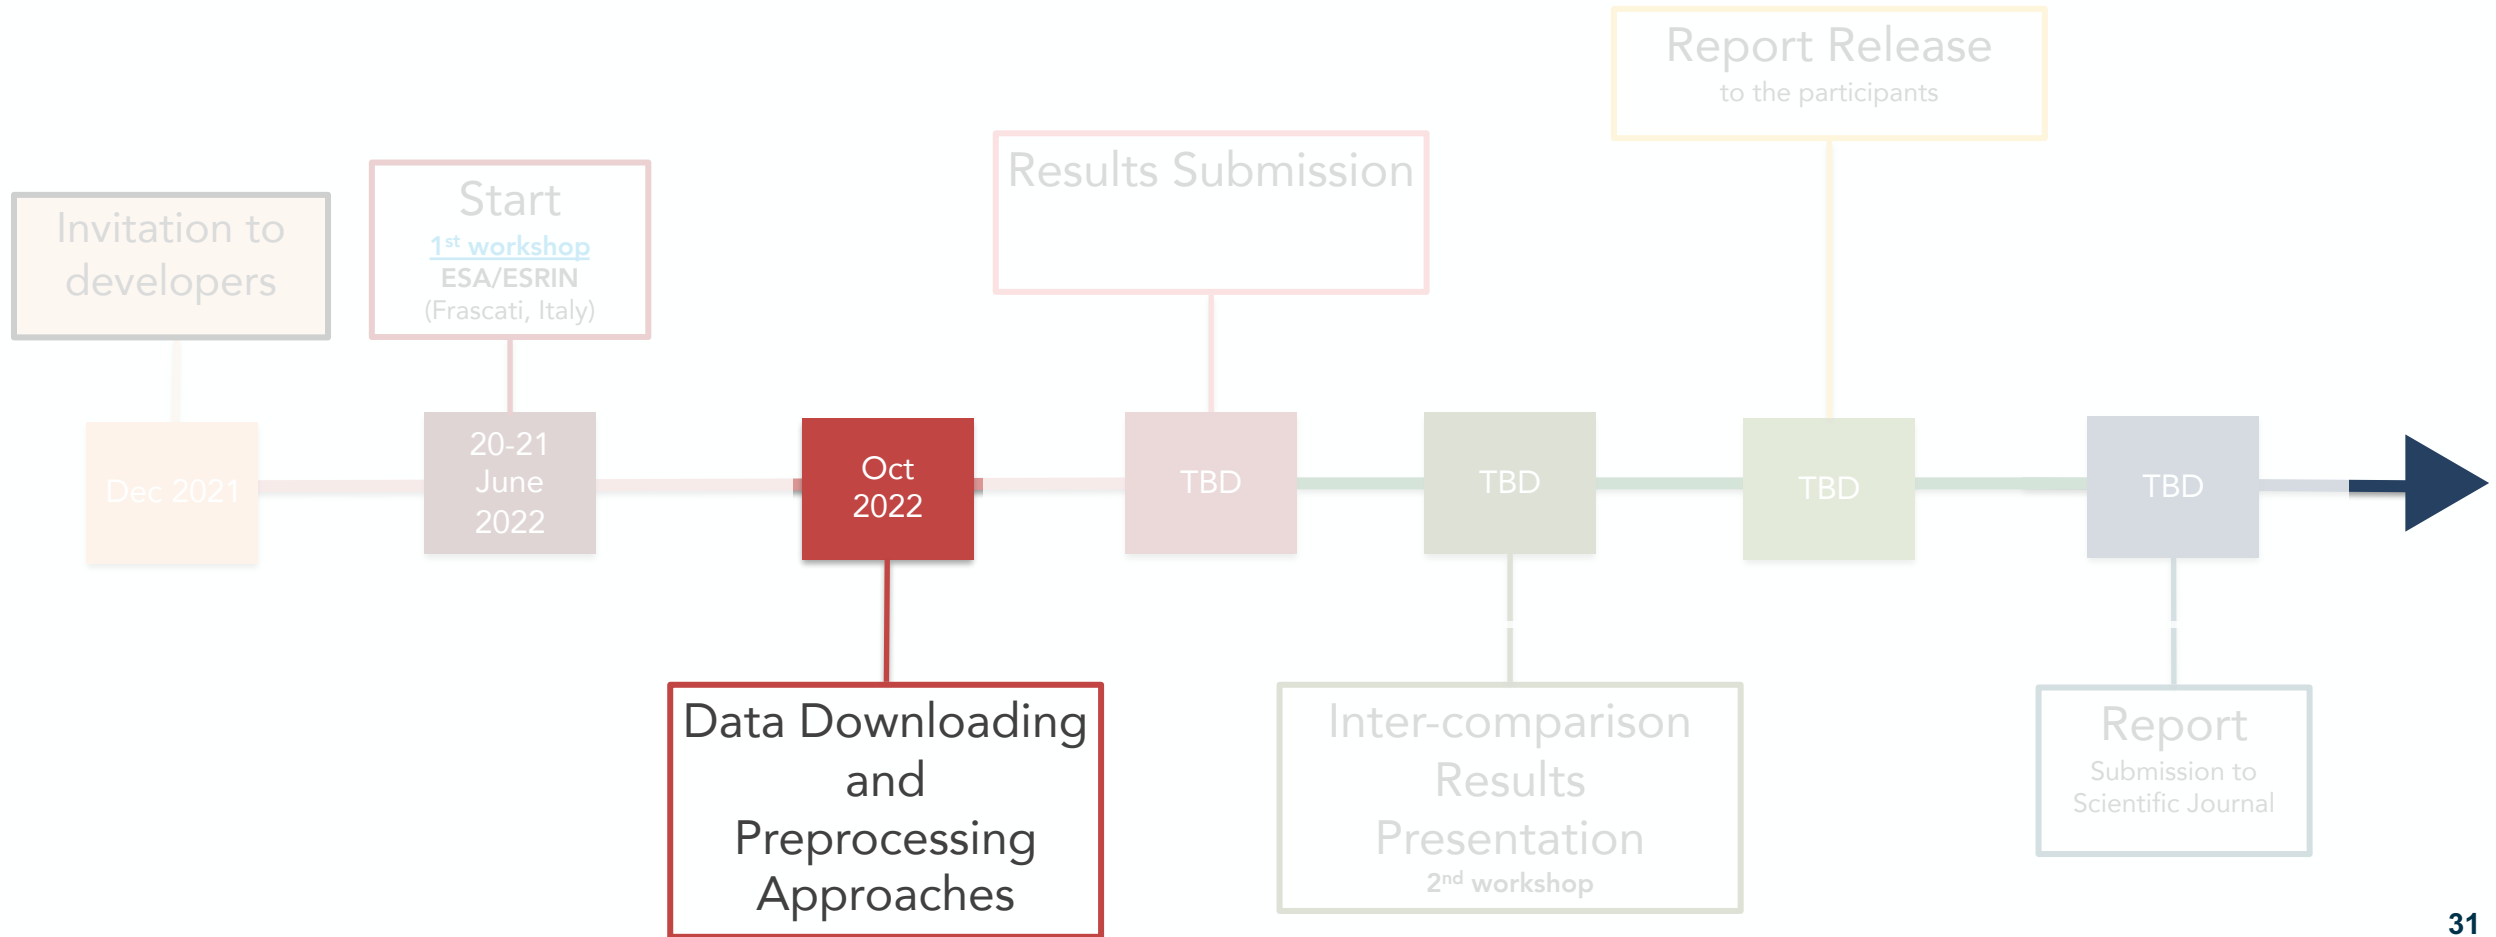 Report Release
to the participants
Results Submission
Start
1st workshop
ESA/ESRIN
(Frascati, Italy)
Invitation to
developers
Dec 2021
20-21
June
2022
Oct
2022
TBD
TBD
TBD
TBD
Data Downloading
and
Preprocessing
Approaches
Inter-comparison
Results
Presentation
2nd workshop
Report
Submission to
Scientific Journal
31